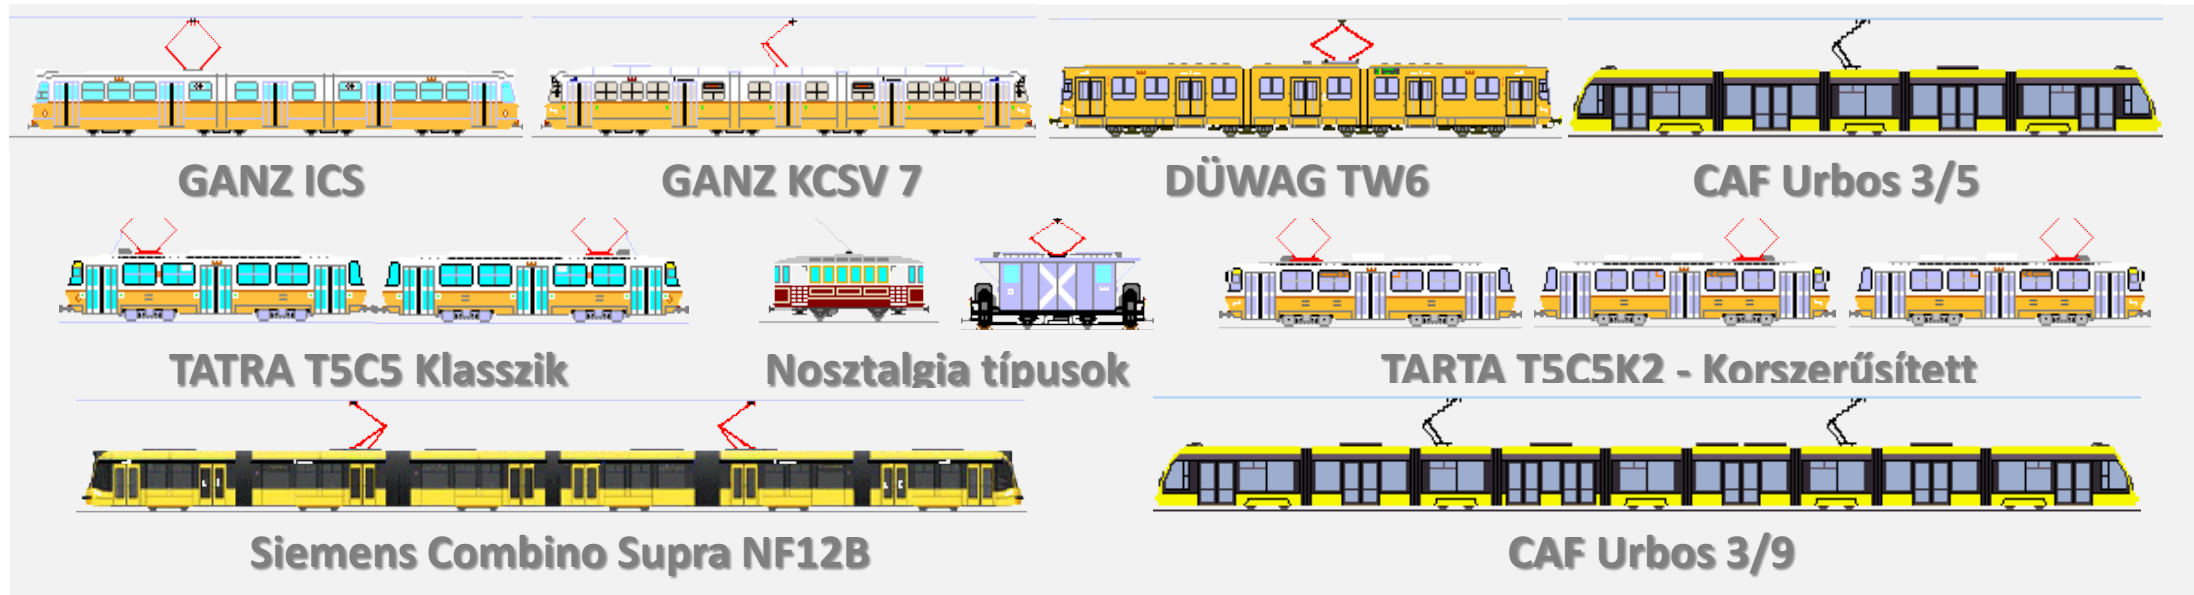 GANZ ICS
GANZ KCSV 7
DÜWAG TW6
CAF Urbos 3/5
TATRA T5C5 Klasszik
Nosztalgia típusok
TARTA T5C5K2 - Korszerűsített
Siemens Combino Supra NF12B
CAF Urbos 3/9